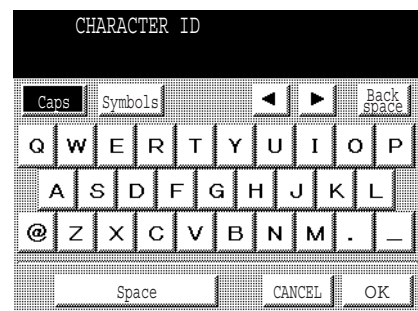 CHARACTER ID
Caps Symbols ◄ ► Back space
Q W E R T Y U I O P
A S D F G H J K L
@ Z X C V B N M . _
Space CANCEL OK